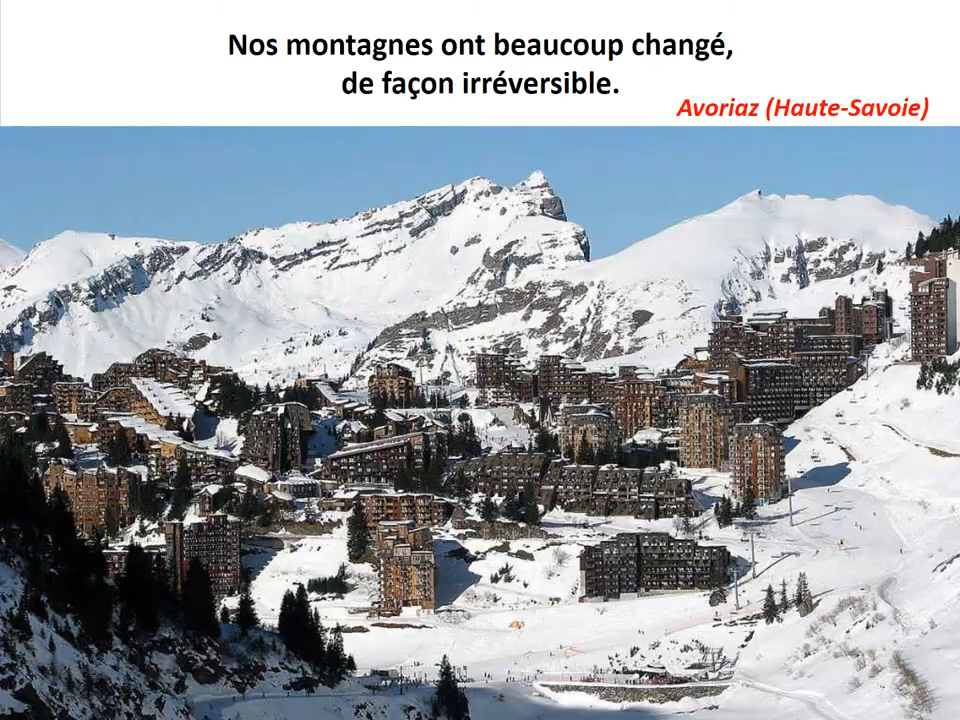 Nos montagnes ont beaucoup changé,
de façon irréversible.
Avoriaz (Haute-Savoie)